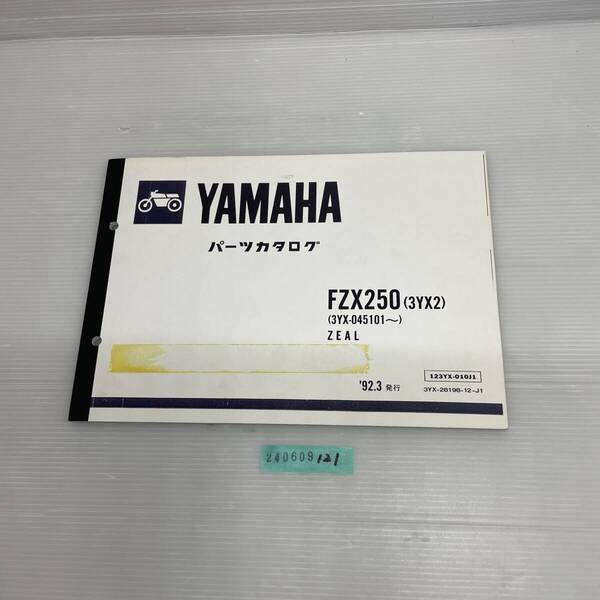 YAMAHA
パーツカタログ
FZX250 (3YX2)
(3YX-045101～)
ZEAL
123YX-010J1
'92.3 発行
3YX-28198-12-J1
240609121